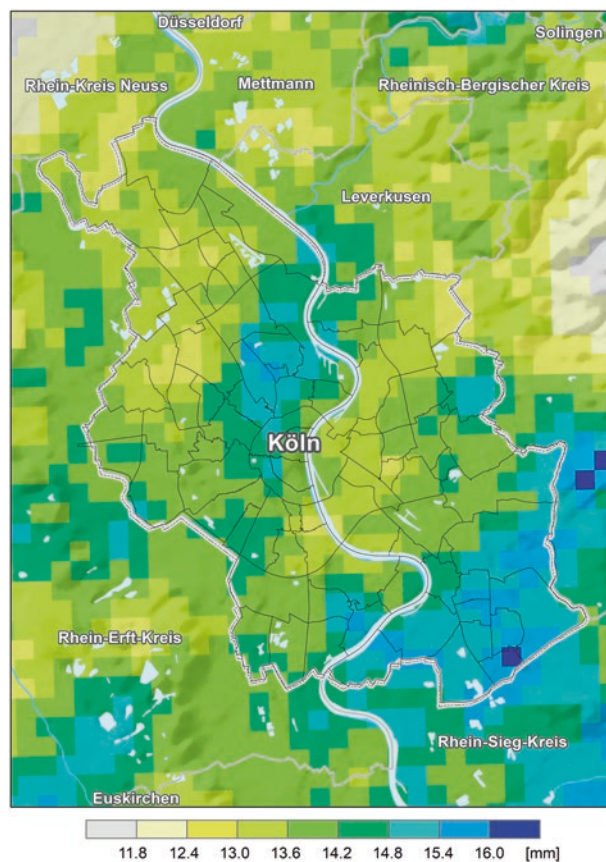 Düsseldorf
Solingen
Rhein-Kreis Neuss
Mettmann
Rheinisch-Bergischer Kreis
Leverkusen
Köln
Rhein-Erft-Kreis
Rhein-Sieg-Kreis
Euskirchen
11.8 12.4 13.0 13.6 14.2 14.8 15.4 16.0 [mm]